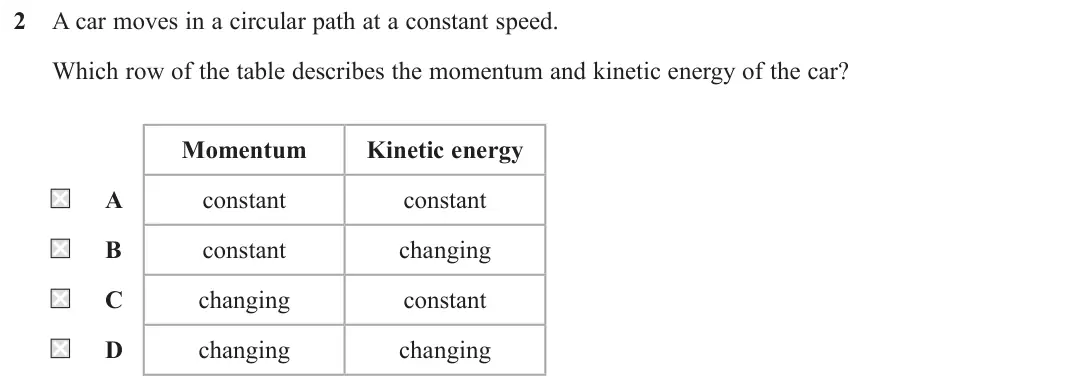 2 A car moves in a circular path at a constant speed.
Which row of the table describes the momentum and kinetic energy of the car?
Momentum Kinetic energy
A constant constant
B constant changing
C changing constant
D changing changing